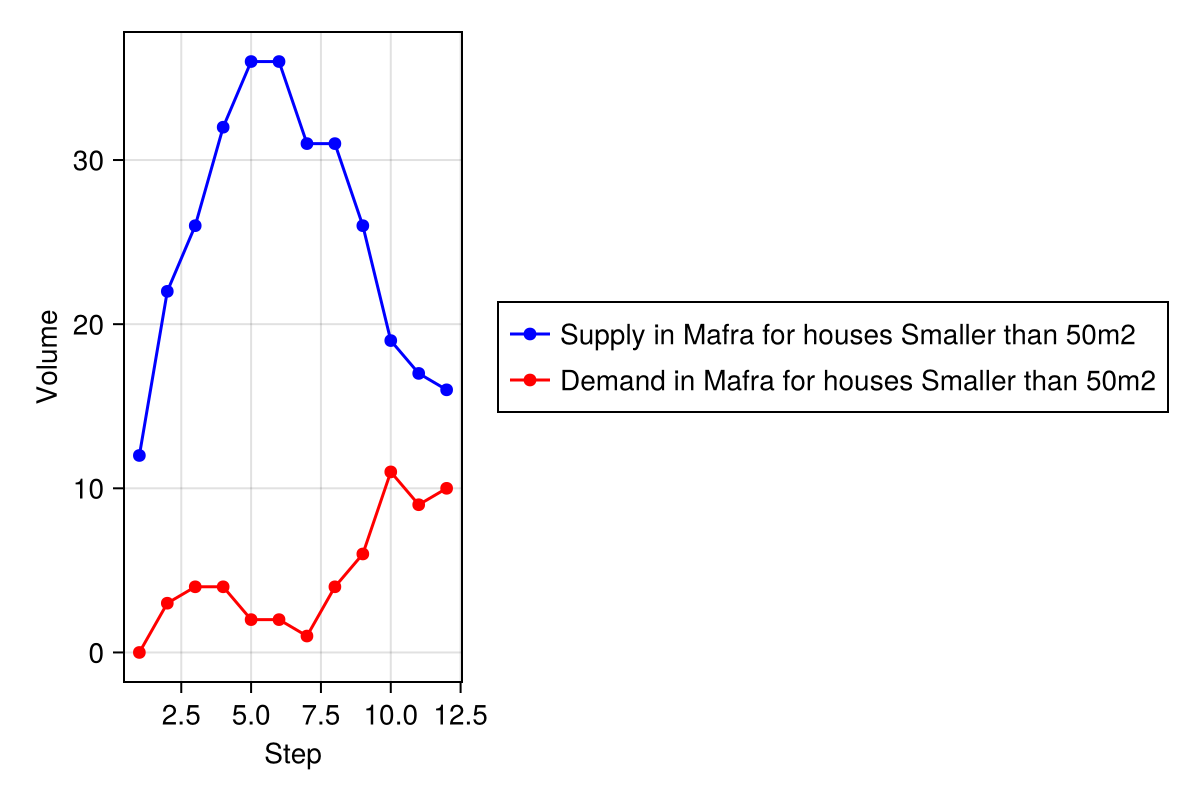 Volume
30
20
10
0
2.5 5.0 7.5 10.0 12.5
Step
Supply in Mafra for houses Smaller than 50m2
Demand in Mafra for houses Smaller than 50m2